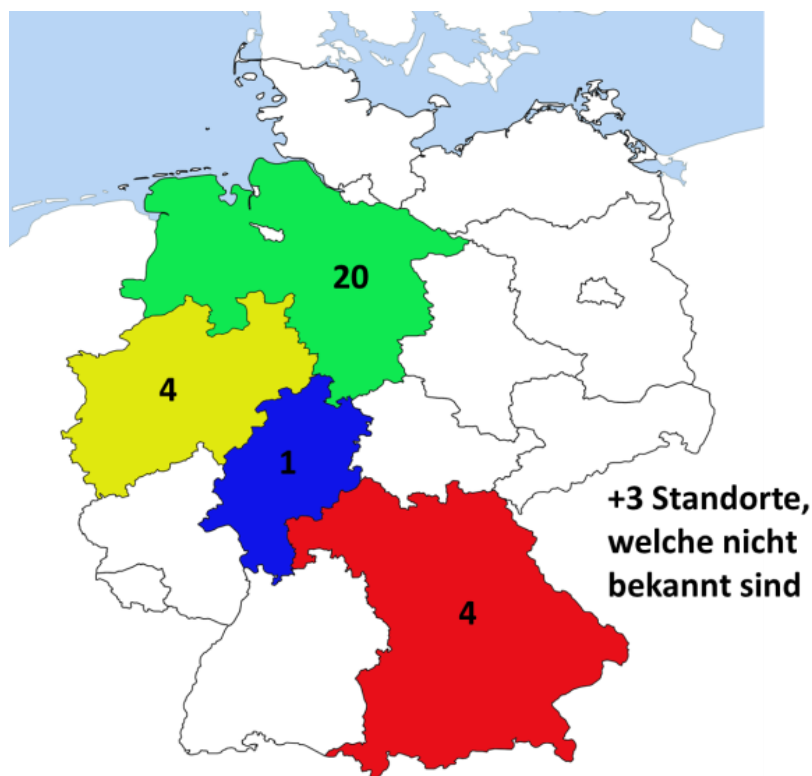 20
4
1
+3 Standorte,
welche nicht
bekannt sind
4